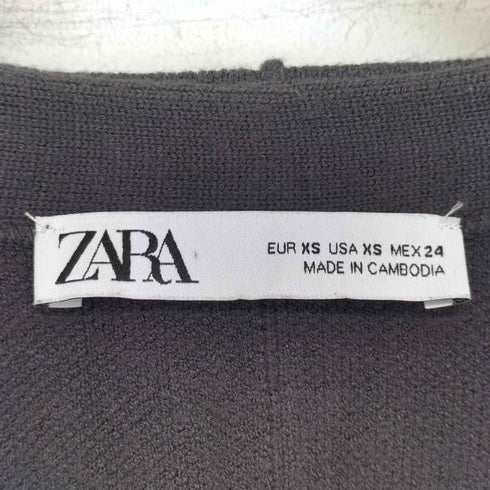 ZARA
EUR XS USA XS MEX 24
MADE IN CAMBODIA